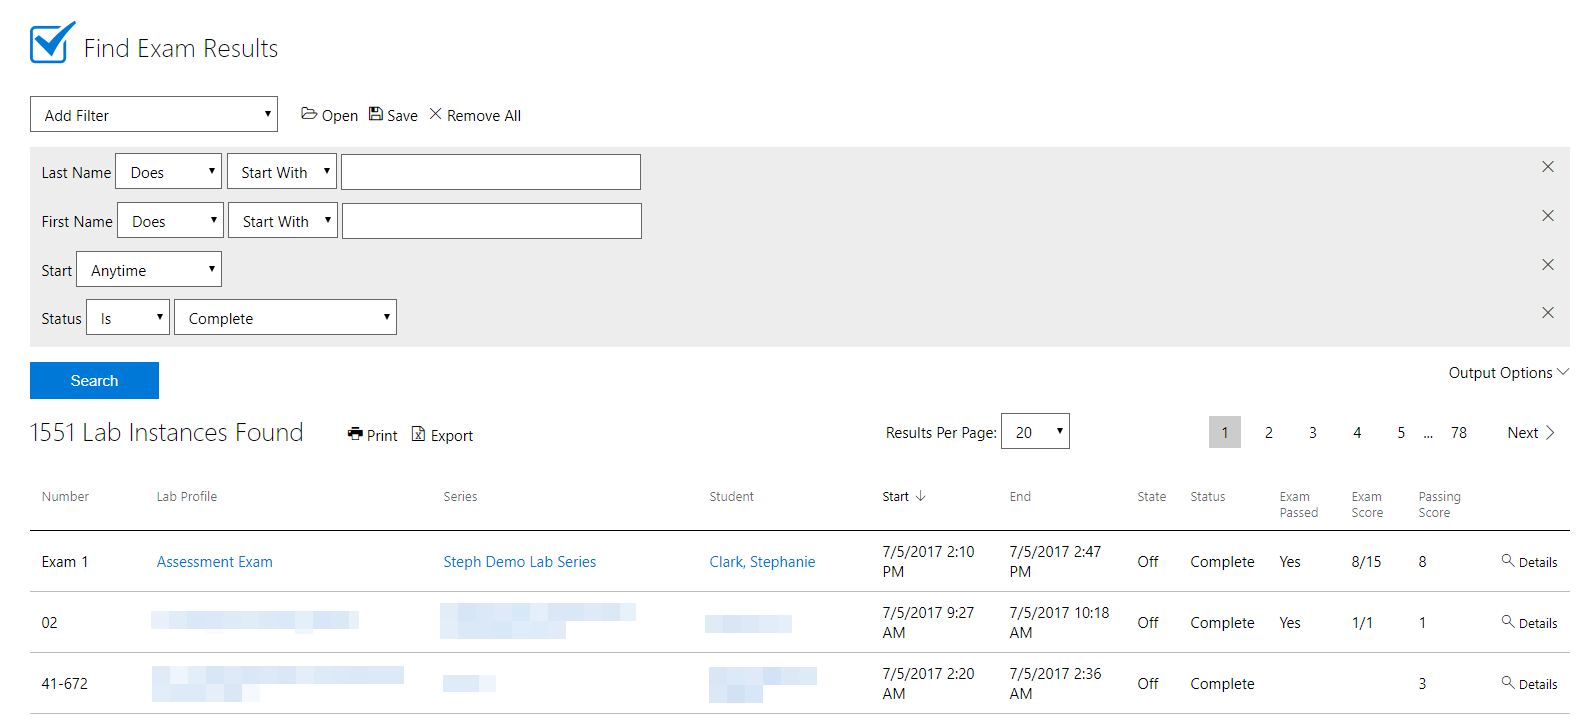 Find Exam Results
Add Filter Open Save Remove All
Last Name Does Start With
First Name Does Start With
Start Anytime
Status Is Complete
Search
Output Options
1551 Lab Instances Found Print Export Results Per Page: 20 1 2 3 4 5 ... 78 Next
Number Lab Profile Series Student Start End State Status Exam Passed Exam Score Passing Score
Exam 1 Assessment Exam Steph Demo Lab Series Clark, Stephanie 7/5/2017 2:10 PM 7/5/2017 2:47 PM Off Complete Yes 8/15 8 Details
02 7/5/2017 9:27 AM 7/5/2017 10:18 AM Off Complete Yes 1/1 1 Details
41-672 7/5/2017 2:20 AM 7/5/2017 2:36 AM Off Complete 3 Details